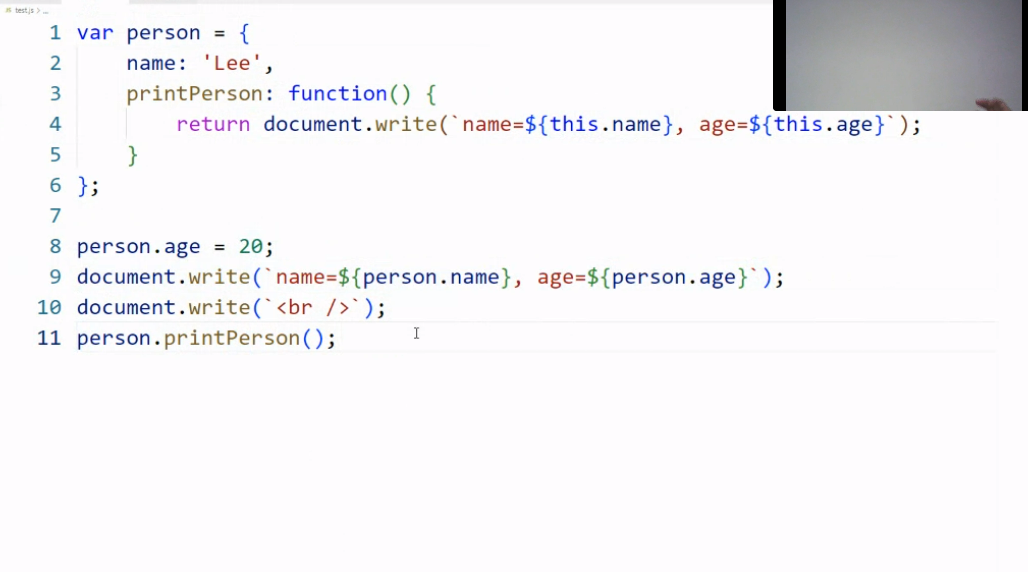 test.js > ...
1 var person = {
2     name: 'Lee',
3     printPerson: function() {
4         return document.write(`name=${this.name}, age=${this.age}`);
5     }
6 };
7
8 person.age = 20;
9 document.write(`name=${person.name}, age=${person.age}`);
10 document.write(`<br />`);
11 person.printPerson();